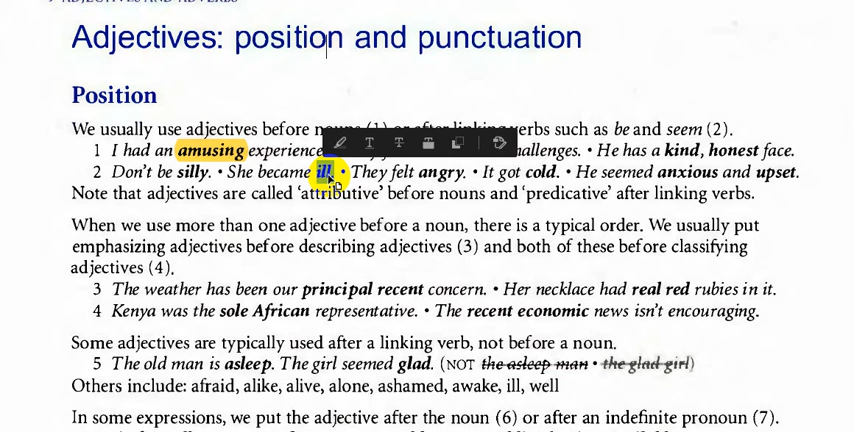 Adjectives: position and punctuation
Position
We usually use adjectives before nouns (1) or after linking verbs such as be and seem (2).
1 I had an amusing experience. hallenges. • He has a kind, honest face.
2 Don't be silly. • She became ill. • They felt angry. • It got cold. • He seemed anxious and upset.
Note that adjectives are called ‘attributive’ before nouns and ‘predicative’ after linking verbs.
When we use more than one adjective before a noun, there is a typical order. We usually put
emphasizing adjectives before describing adjectives (3) and both of these before classifying
adjectives (4).
3 The weather has been our principal recent concern. • Her necklace had real red rubies in it.
4 Kenya was the sole African representative. • The recent economic news isn't encouraging.
Some adjectives are typically used after a linking verb, not before a noun.
5 The old man is asleep. The girl seemed glad. (NOT the asleep man • the glad girl)
Others include: afraid, alike, alive, alone, ashamed, awake, ill, well
In some expressions, we put the adjective after the noun (6) or after an indefinite pronoun (7).